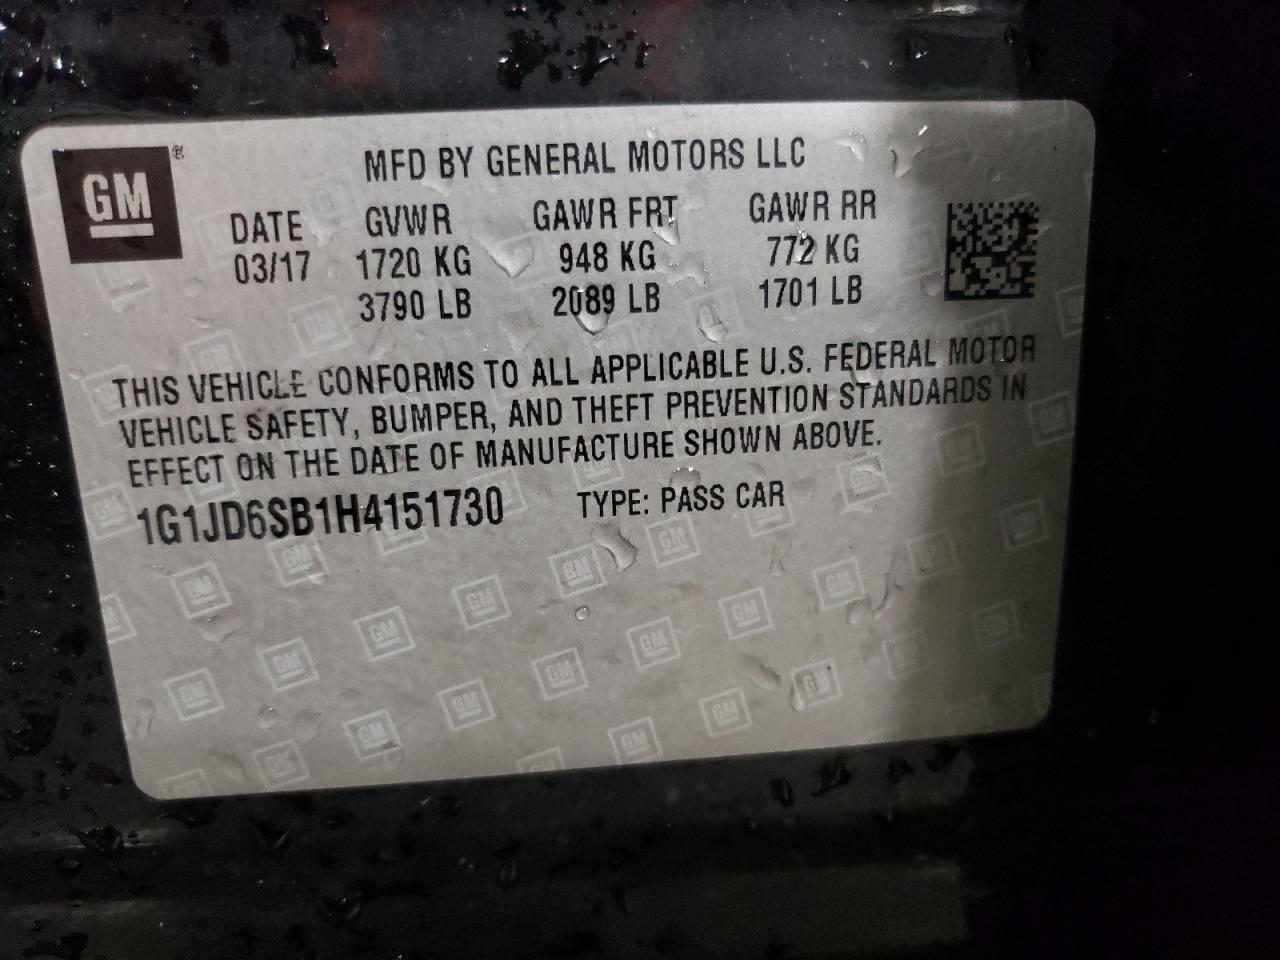 GM ®
MFD BY GENERAL MOTORS LLC
DATE GVWR GAWR FRT GAWR RR
03/17 1720 KG 948 KG 772 KG
3790 LB 2089 LB 1701 LB
THIS VEHICLE CONFORMS TO ALL APPLICABLE U.S. FEDERAL MOTOR
VEHICLE SAFETY, BUMPER, AND THEFT PREVENTION STANDARDS IN
EFFECT ON THE DATE OF MANUFACTURE SHOWN ABOVE.
1G1JD6SB1H4151730 TYPE: PASS CAR